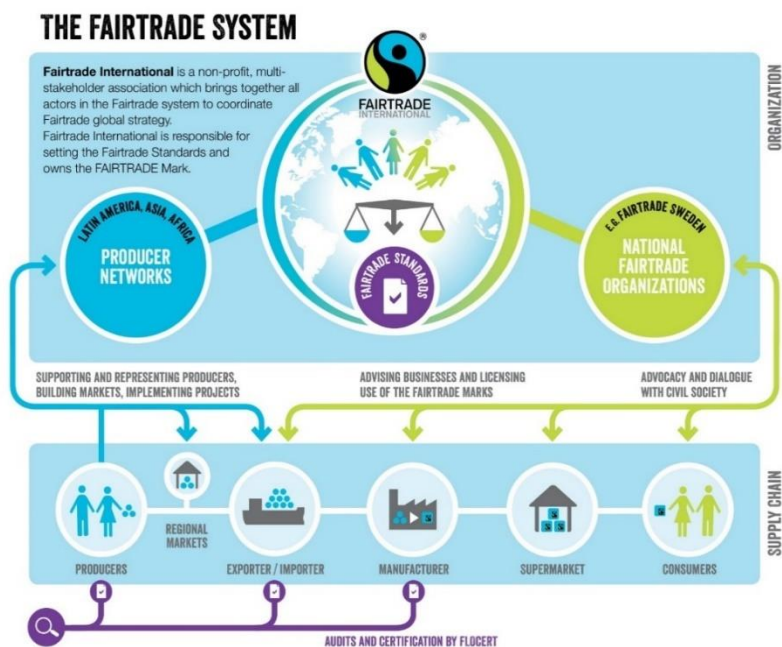 THE FAIRTRADE SYSTEM
Fairtrade International is a non-profit, multi-
stakeholder association which brings together all
actors in the Fairtrade system to coordinate
Fairtrade global strategy.
Fairtrade International is responsible for
setting the Fairtrade Standards and
owns the FAIRTRADE Mark.
®
FAIRTRADE
INTERNATIONAL
ORGANIZATION
LATIN AMERICA, ASIA, AFRICA
PRODUCER
NETWORKS
FAIRTRADE STANDARDS
E.G. FAIRTRADE SWEDEN
NATIONAL
FAIRTRADE
ORGANIZATIONS
SUPPORTING AND REPRESENTING PRODUCERS,
BUILDING MARKETS, IMPLEMENTING PROJECTS
ADVISING BUSINESSES AND LICENSING
USE OF THE FAIRTRADE MARKS
ADVOCACY AND DIALOGUE
WITH CIVIL SOCIETY
SUPPLY CHAIN
PRODUCERS
REGIONAL
MARKETS
EXPORTER / IMPORTER
MANUFACTURER
SUPERMARKET
CONSUMERS
AUDITS AND CERTIFICATION BY FLOCERT